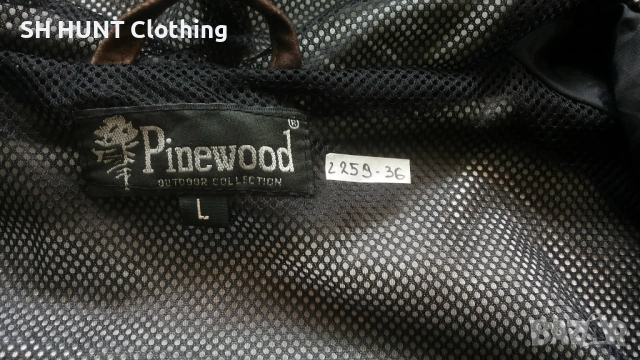 SH HUNT Clothing
Pinewood®
OUTDOOR COLLECTION
L
2259-36